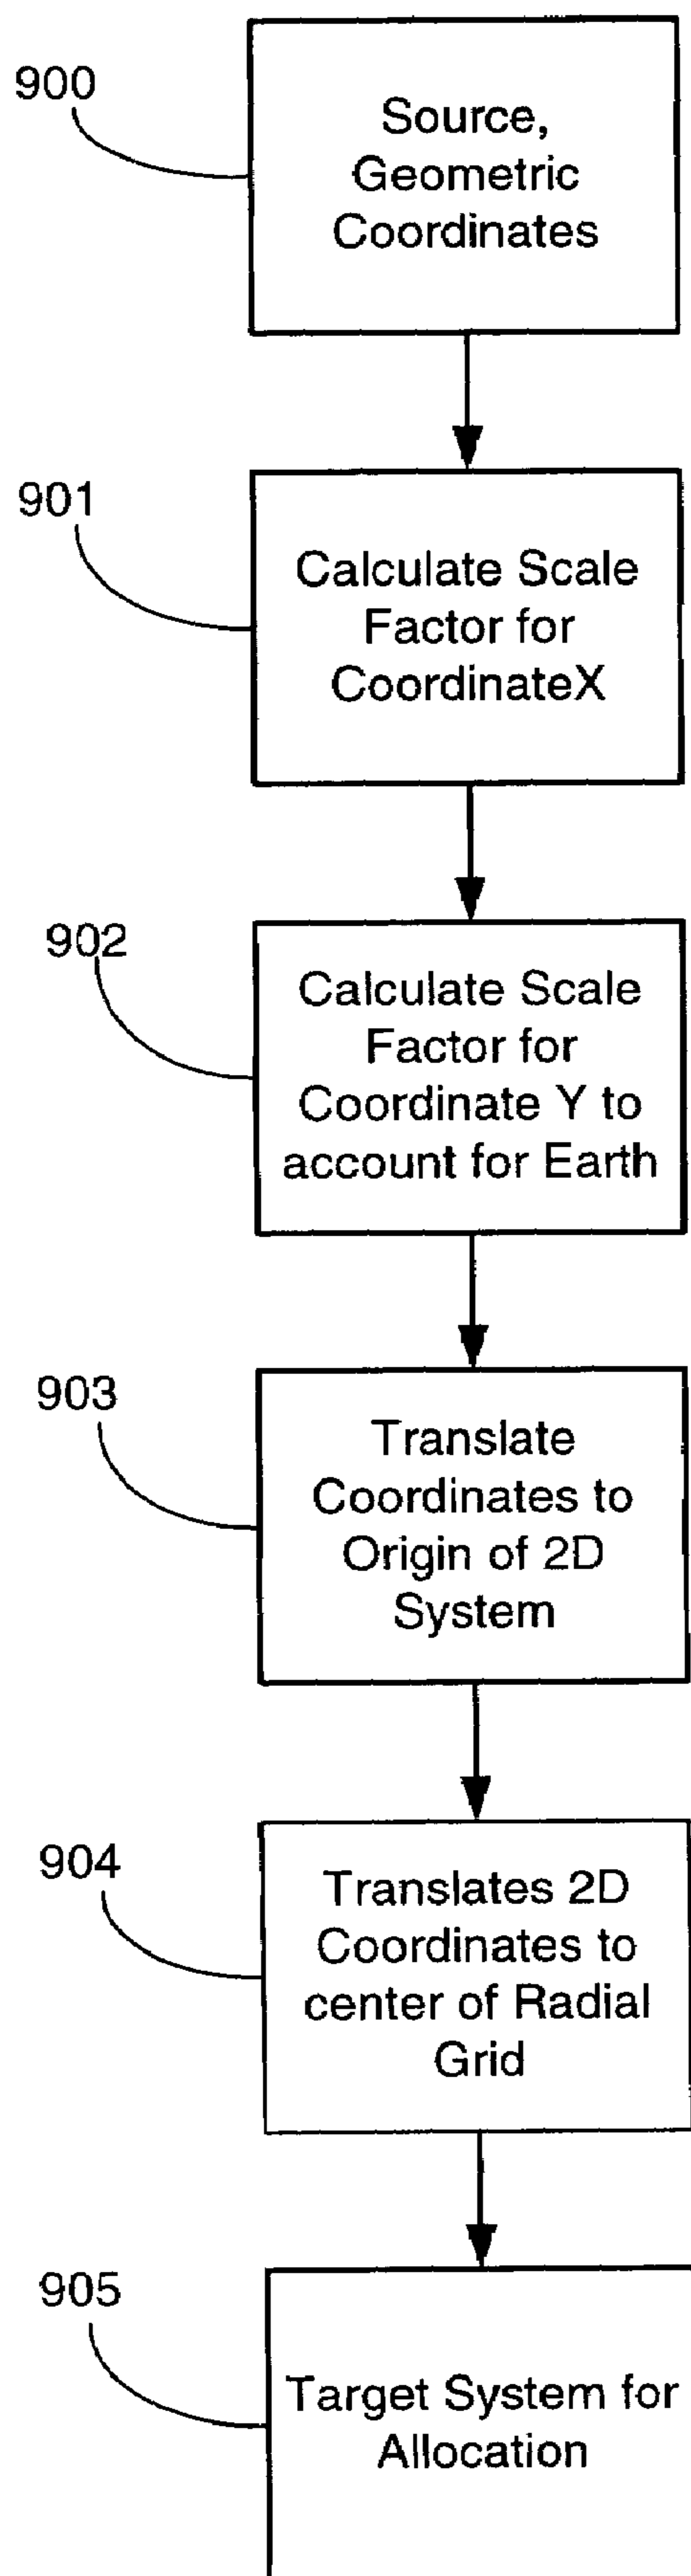 900
Source,
Geometric
Coordinates
901
Calculate Scale
Factor for
CoordinateX
902
Calculate Scale
Factor for
Coordinate Y to
account for Earth
903
Translate
Coordinates to
Origin of 2D
System
904
Translates 2D
Coordinates to
center of Radial
Grid
905
Target System for
Allocation